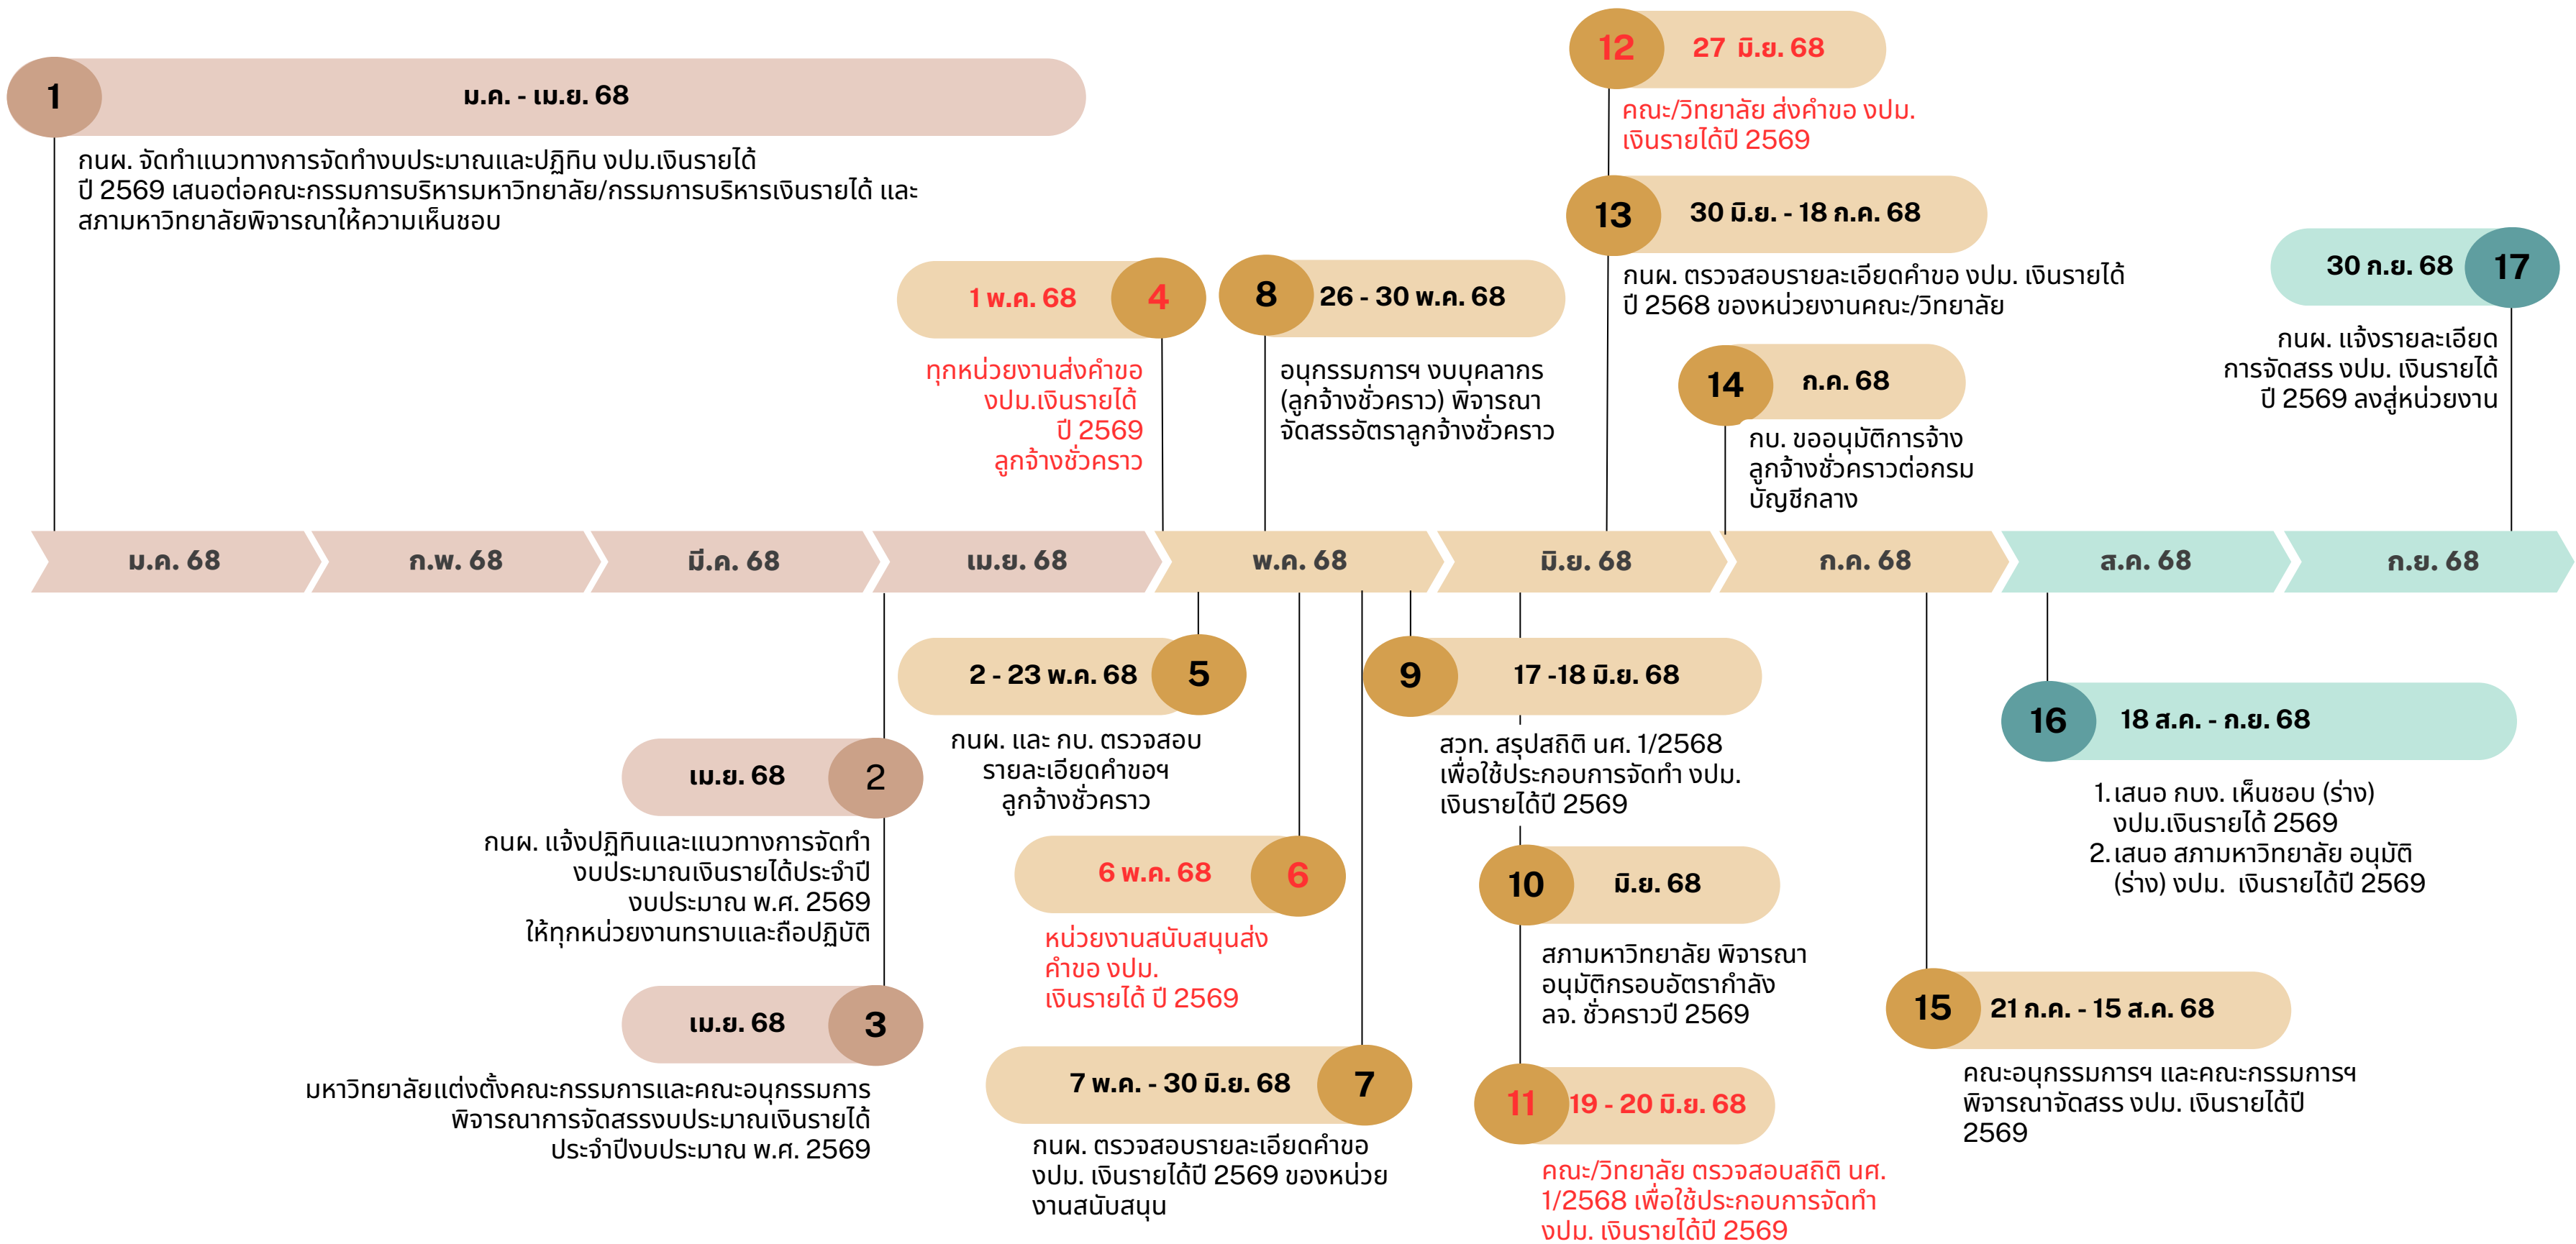 1
ม.ค. - เม.ย. 68
กนผ. จัดทำแนวทางการจัดทำงบประมาณและปฏิทิน งปม.เงินรายได้
ปี 2569 เสนอต่อคณะกรรมการบริหารมหาวิทยาลัย/กรรมการบริหารเงินรายได้ และ
สภามหาวิทยาลัยพิจารณาให้ความเห็นชอบ
1 พ.ค. 68
4
ทุกหน่วยงานส่งคำขอ
งปม.เงินรายได้
ปี 2569
ลูกจ้างชั่วคราว
8
26 - 30 พ.ค. 68
อนุกรรมการฯ งบบุคลากร
(ลูกจ้างชั่วคราว) พิจารณา
จัดสรรอัตราลูกจ้างชั่วคราว
12
27 มิ.ย. 68
คณะ/วิทยาลัย ส่งคำขอ งปม.
เงินรายได้ปี 2569
13
30 มิ.ย. - 18 ก.ค. 68
กนผ. ตรวจสอบรายละเอียดคำขอ งปม. เงินรายได้
ปี 2568 ของหน่วยงานคณะ/วิทยาลัย
14
ก.ค. 68
กบ. ขออนุมัติการจ้าง
ลูกจ้างชั่วคราวต่อกรม
บัญชีกลาง
30 ก.ย. 68
17
กนผ. แจ้งรายละเอียด
การจัดสรร งปม. เงินรายได้
ปี 2569 ลงสู่หน่วยงาน
ม.ค. 68
ก.พ. 68
มี.ค. 68
เม.ย. 68
พ.ค. 68
มิ.ย. 68
ก.ค. 68
ส.ค. 68
ก.ย. 68
เม.ย. 68
2
กนผ. แจ้งปฏิทินและแนวทางการจัดทำ
งบประมาณเงินรายได้ประจำปี
งบประมาณ พ.ศ. 2569
ให้ทุกหน่วยงานทราบและถือปฏิบัติ
เม.ย. 68
3
มหาวิทยาลัยแต่งตั้งคณะกรรมการและคณะอนุกรรมการ
พิจารณาการจัดสรรงบประมาณเงินรายได้
ประจำปีงบประมาณ พ.ศ. 2569
2 - 23 พ.ค. 68
5
กนผ. และ กบ. ตรวจสอบ
รายละเอียดคำขอฯ
ลูกจ้างชั่วคราว
6 พ.ค. 68
6
หน่วยงานสนับสนุนส่ง
คำขอ งปม.
เงินรายได้ ปี 2569
7 พ.ค. - 30 มิ.ย. 68
7
กนผ. ตรวจสอบรายละเอียดคำขอ
งปม. เงินรายได้ปี 2569 ของหน่วย
งานสนับสนุน
9
17 -18 มิ.ย. 68
สวท. สรุปสถิติ นศ. 1/2568
เพื่อใช้ประกอบการจัดทำ งปม.
เงินรายได้ปี 2569
10
มิ.ย. 68
สภามหาวิทยาลัย พิจารณา
อนุมัติกรอบอัตรากำลัง
ลจ. ชั่วคราวปี 2569
11
19 - 20 มิ.ย. 68
คณะ/วิทยาลัย ตรวจสอบสถิติ นศ.
1/2568 เพื่อใช้ประกอบการจัดทำ
งปม. เงินรายได้ปี 2569
15
21 ก.ค. - 15 ส.ค. 68
คณะอนุกรรมการฯ และคณะกรรมการฯ
พิจารณาจัดสรร งปม. เงินรายได้ปี
2569
16
18 ส.ค. - ก.ย. 68
1. เสนอ กบง. เห็นชอบ (ร่าง)
งปม.เงินรายได้ 2569
2. เสนอ สภามหาวิทยาลัย อนุมัติ
(ร่าง) งปม. เงินรายได้ปี 2569